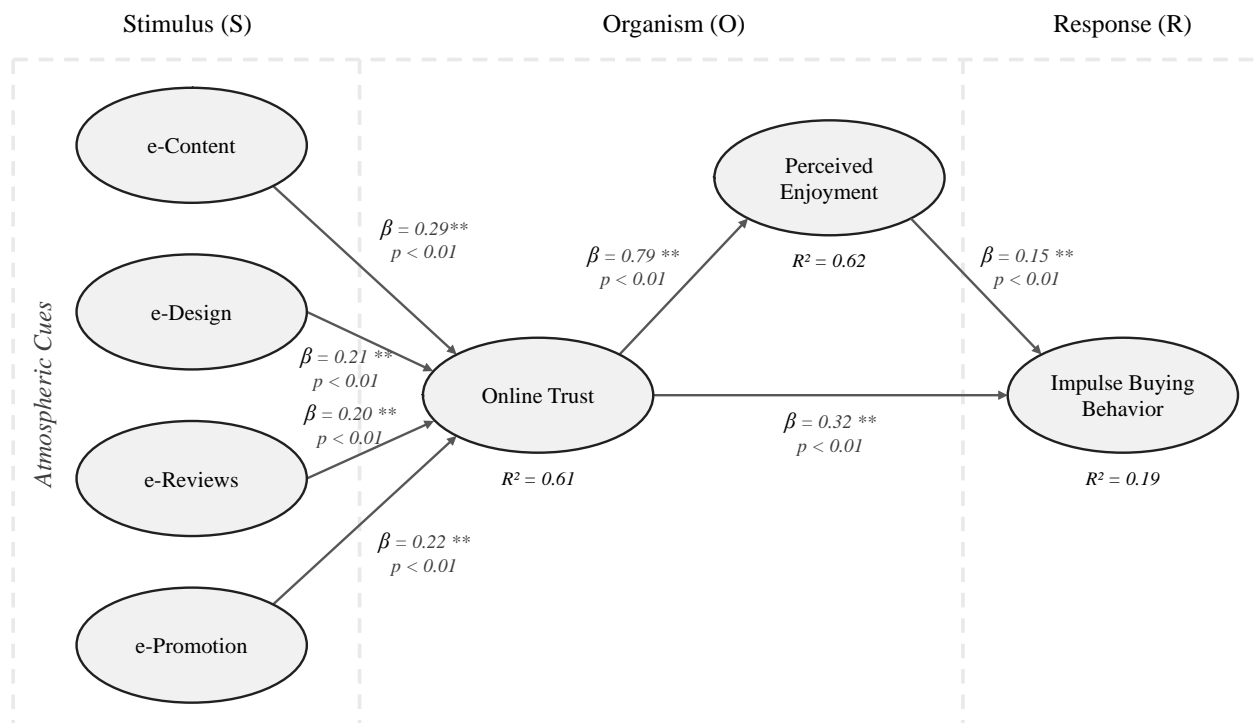 Stimulus (S)
Organism (O)
Response (R)
Atmospheric Cues
e-Content
e-Design
e-Reviews
e-Promotion
β = 0.29**
p < 0.01
β = 0.21 **
p < 0.01
β = 0.20 **
p < 0.01
β = 0.22 **
p < 0.01
Online Trust
R² = 0.61
β = 0.79 **
p < 0.01
Perceived
Enjoyment
R² = 0.62
β = 0.15 **
p < 0.01
β = 0.32 **
p < 0.01
Impulse Buying
Behavior
R² = 0.19